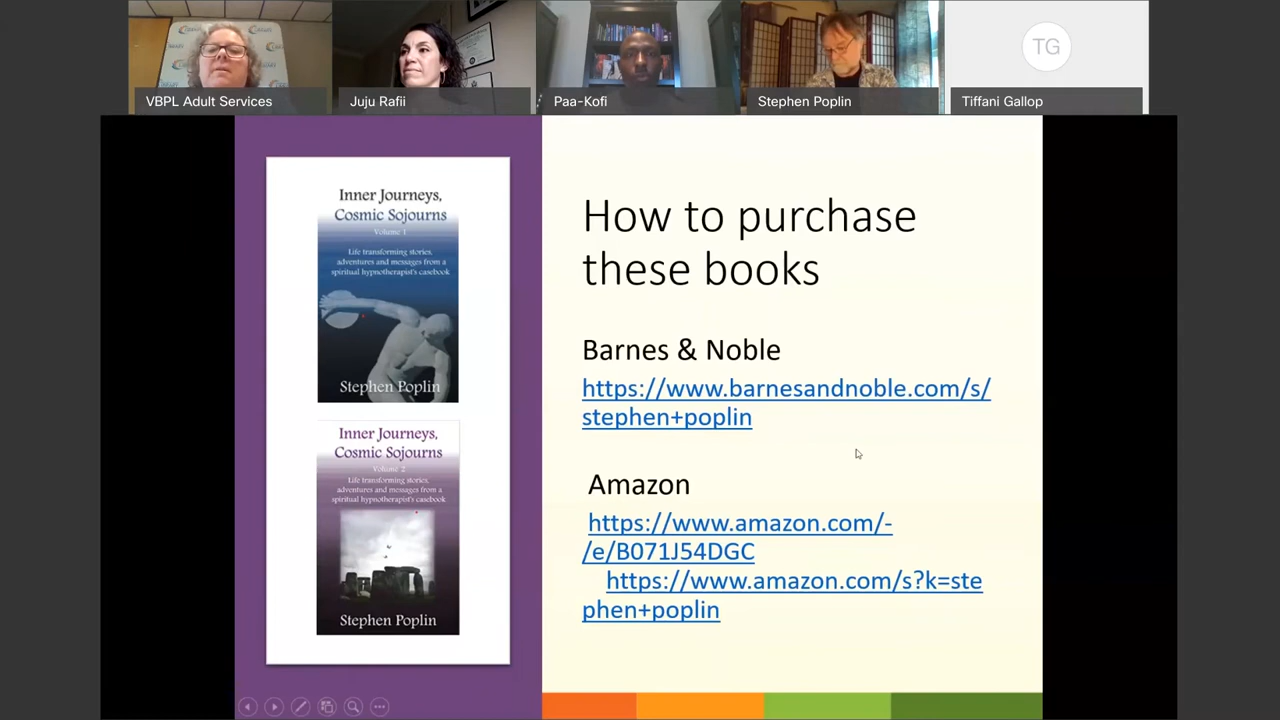 VBPL Adult Services
Juju Rafii
Paa-Kofi
Stephen Poplin
TG
Tiffani Gallop
Inner Journeys,
Cosmic Sojourns
Volume 1
Life transforming stories,
adventures and messages from a
spiritual hypnotherapist's casebook
Stephen Poplin
Inner Journeys,
Cosmic Sojourns
Volume 2
Life transforming stories,
adventures and messages from a
spiritual hypnotherapist's casebook
Stephen Poplin
How to purchase
these books
Barnes & Noble
https://www.barnesandnoble.com/s/
stephen+poplin
Amazon
https://www.amazon.com/-
/e/B071J54DGC
https://www.amazon.com/s?k=ste
phen+poplin